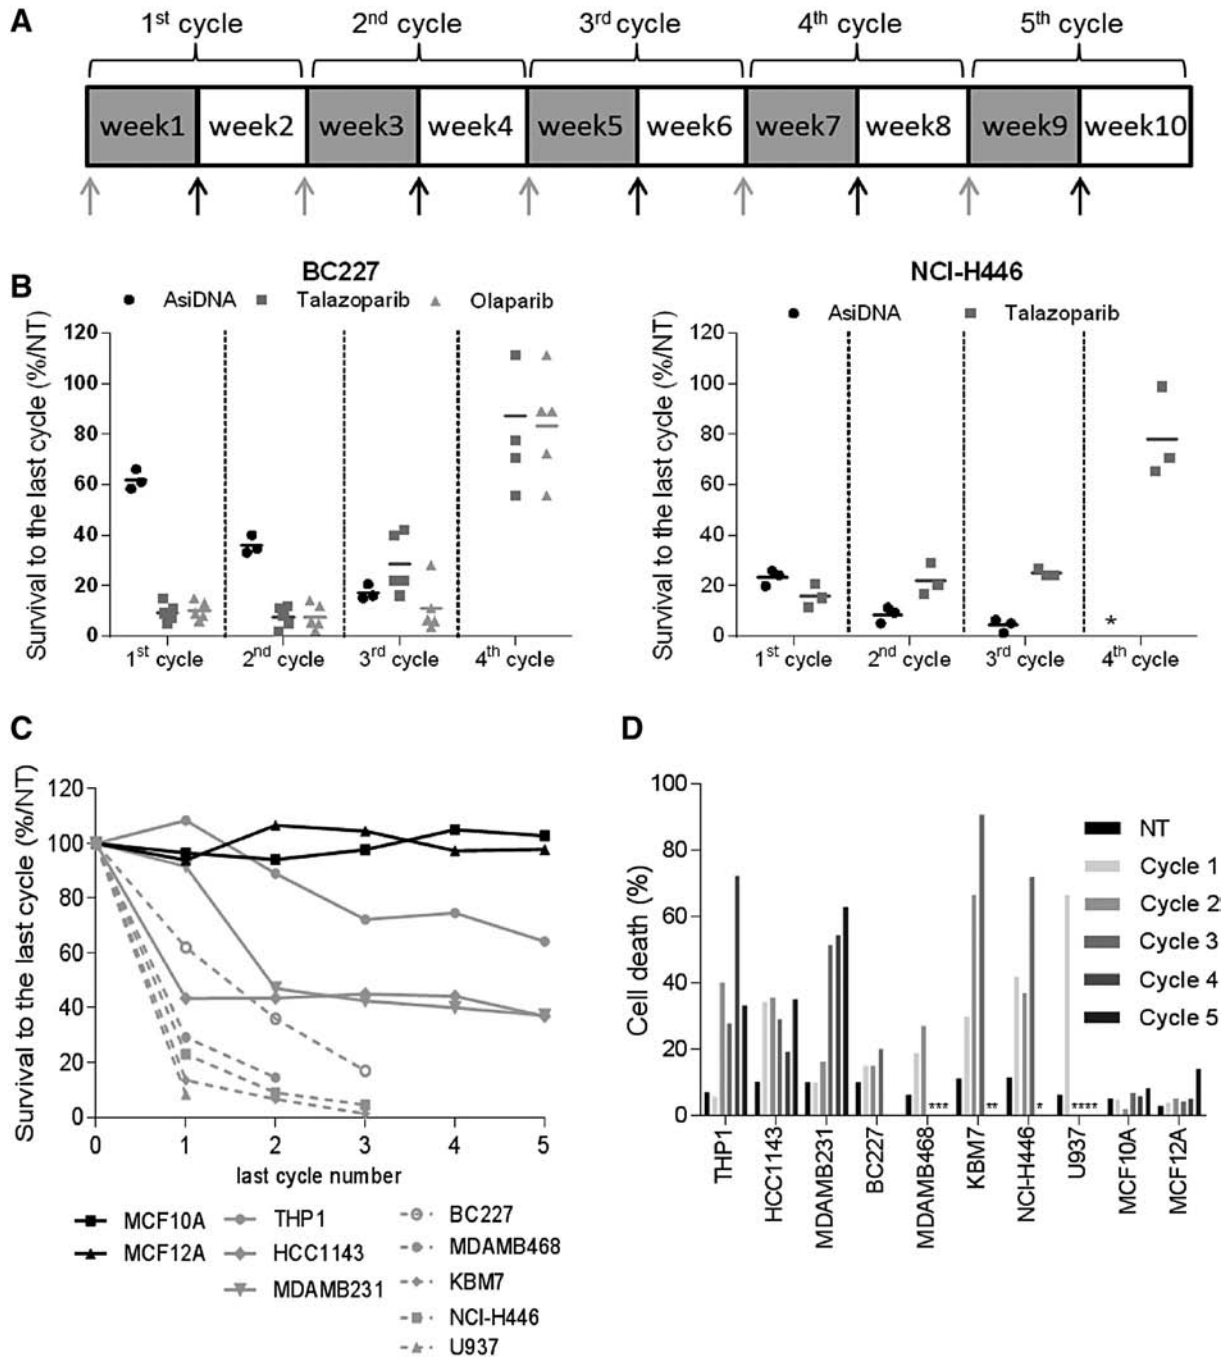 A
1st cycle 2nd cycle 3rd cycle 4th cycle 5th cycle
week1 week2 week3 week4 week5 week6 week7 week8 week9 week10
B
BC227
AsiDNA Talazoparib Olaparib
Survival to the last cycle (%/NT)
120
100
80
60
40
20
0
1st cycle 2nd cycle 3rd cycle 4th cycle
NCI-H446
AsiDNA Talazoparib
Survival to the last cycle (%/NT)
120
100
80
60
40
20
0
*
1st cycle 2nd cycle 3rd cycle 4th cycle
C
Survival to the last cycle (%/NT)
120
100
80
60
40
20
0
0 1 2 3 4 5
last cycle number
MCF10A
MCF12A
THP1
HCC1143
MDAMB231
BC227
MDAMB468
KBM7
NCI-H446
U937
D
Cell death (%)
100
80
60
40
20
0
NT
Cycle 1
Cycle 2
Cycle 3
Cycle 4
Cycle 5
*** ** * ****
THP1
HCC1143
MDAMB231
BC227
MDAMB468
KBM7
NCI-H446
U937
MCF10A
MCF12A